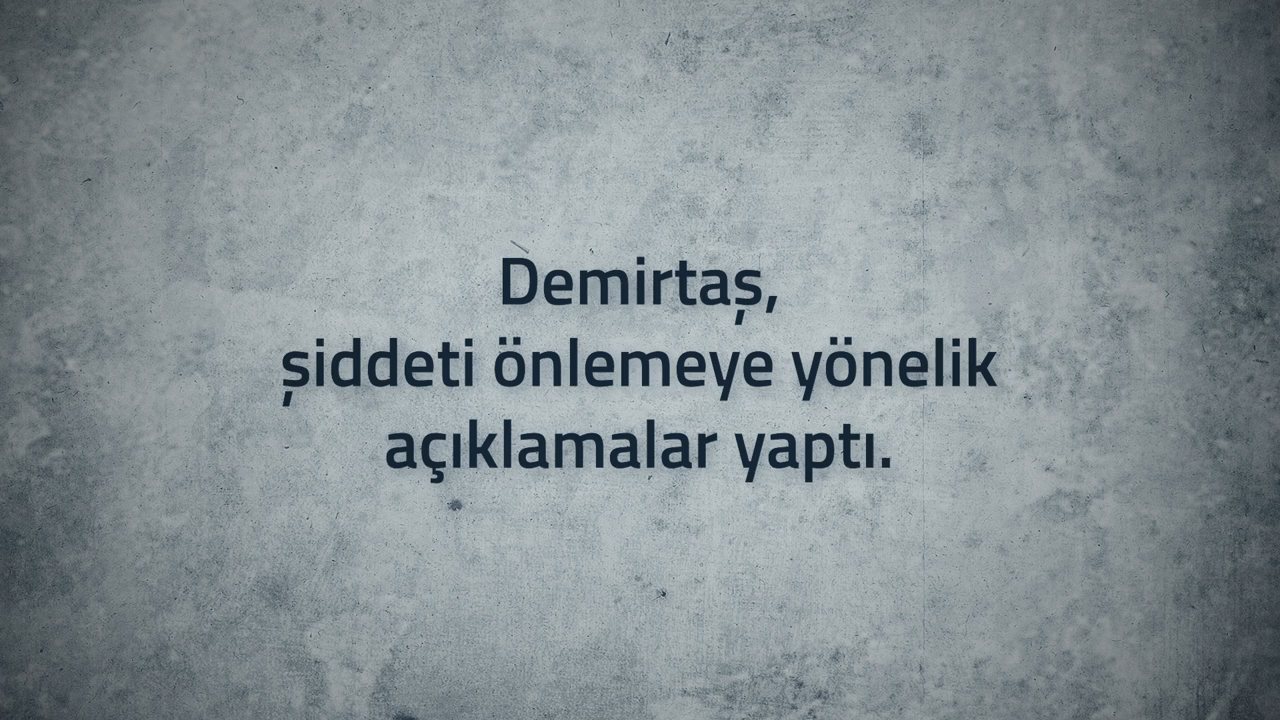 Demirtaş,
şiddeti önlemeye yönelik
açıklamalar yaptı.